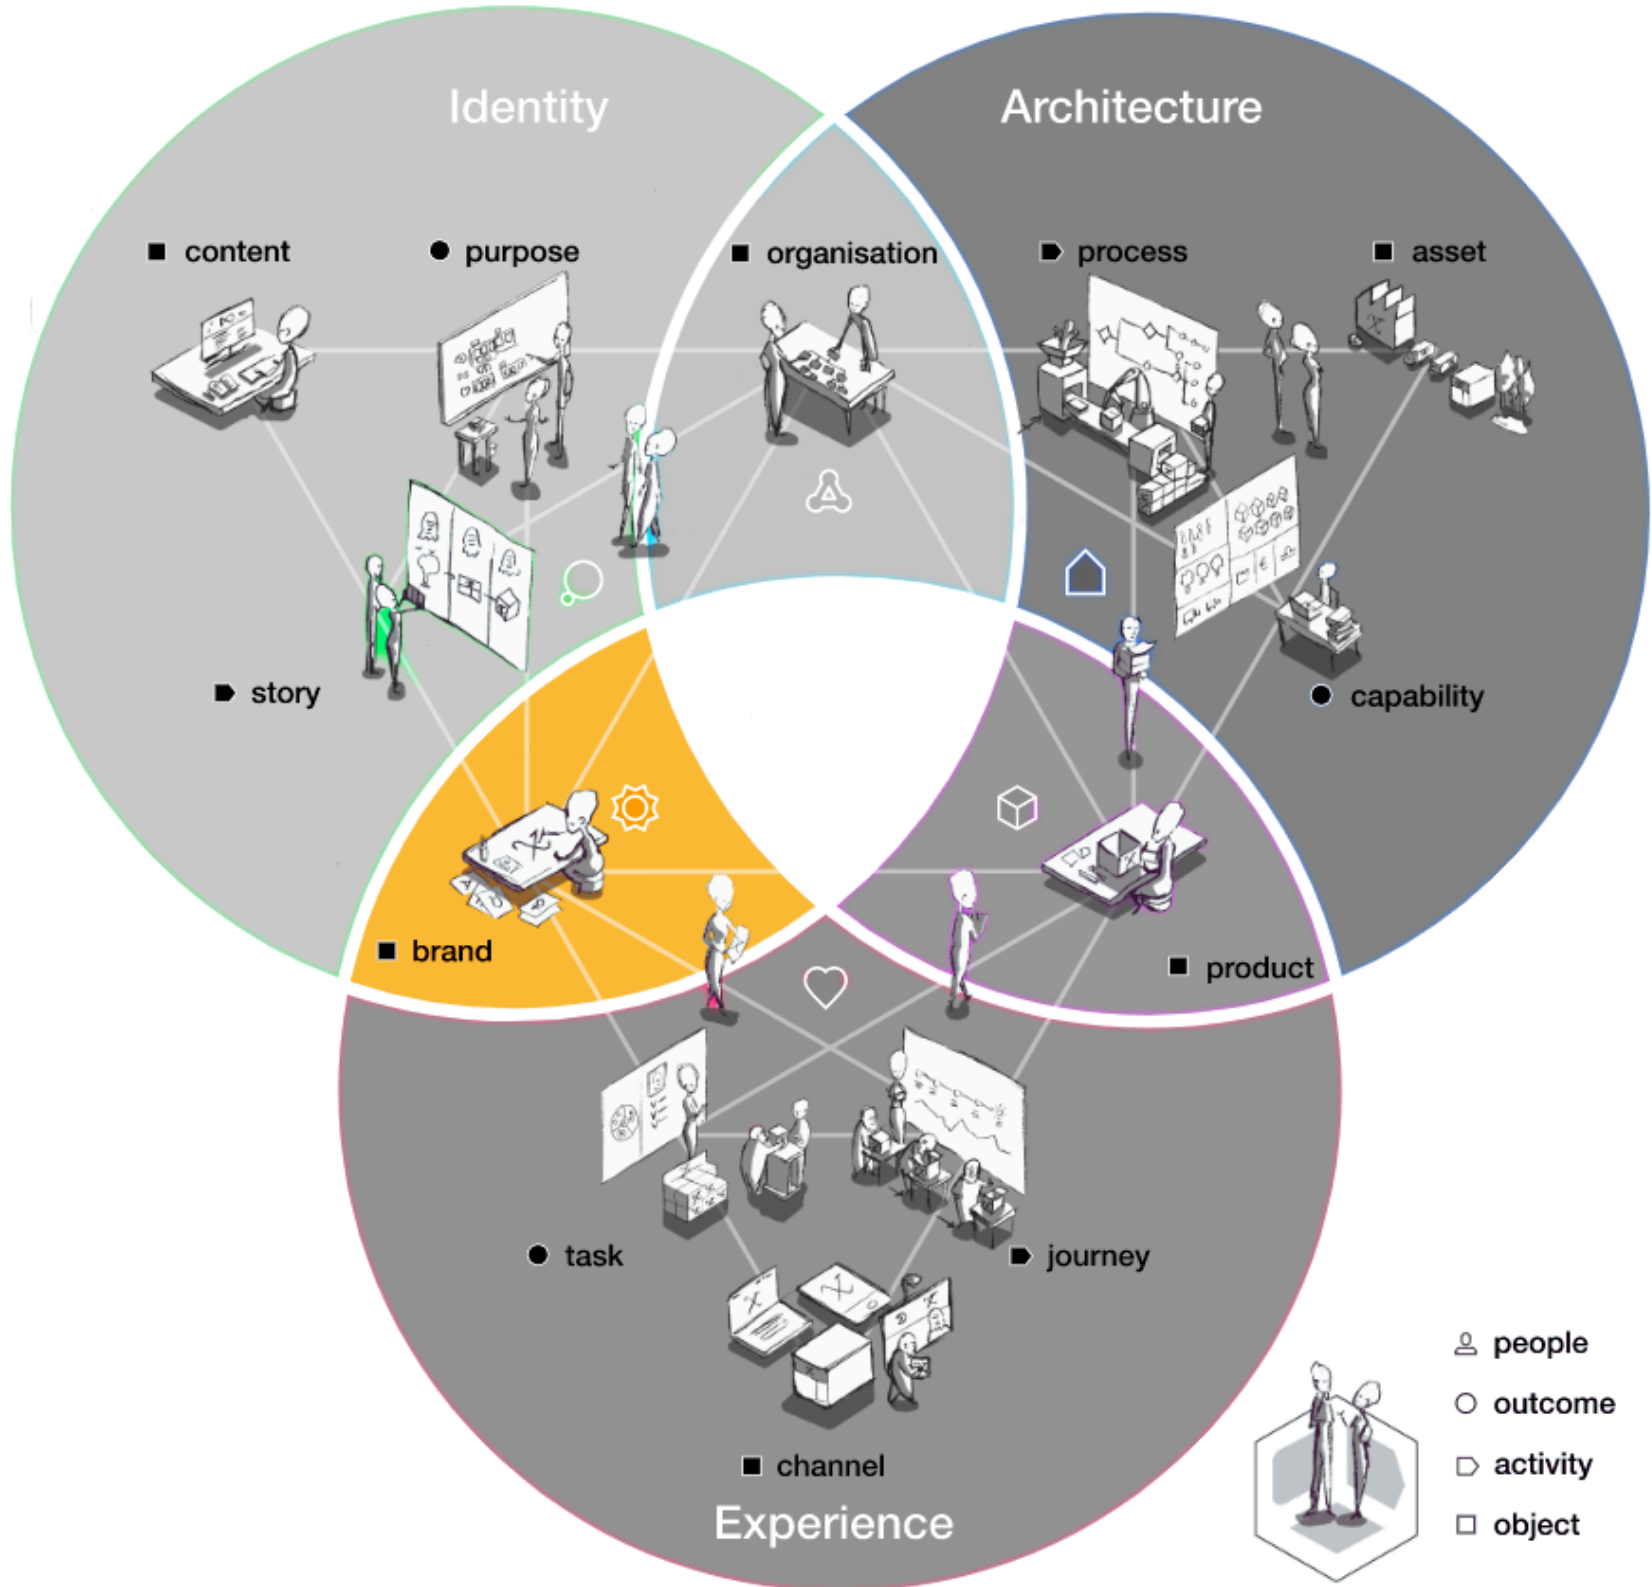 Identity
Architecture
content
purpose
organisation
process
asset
story
capability
brand
product
task
journey
channel
Experience
people
outcome
activity
object